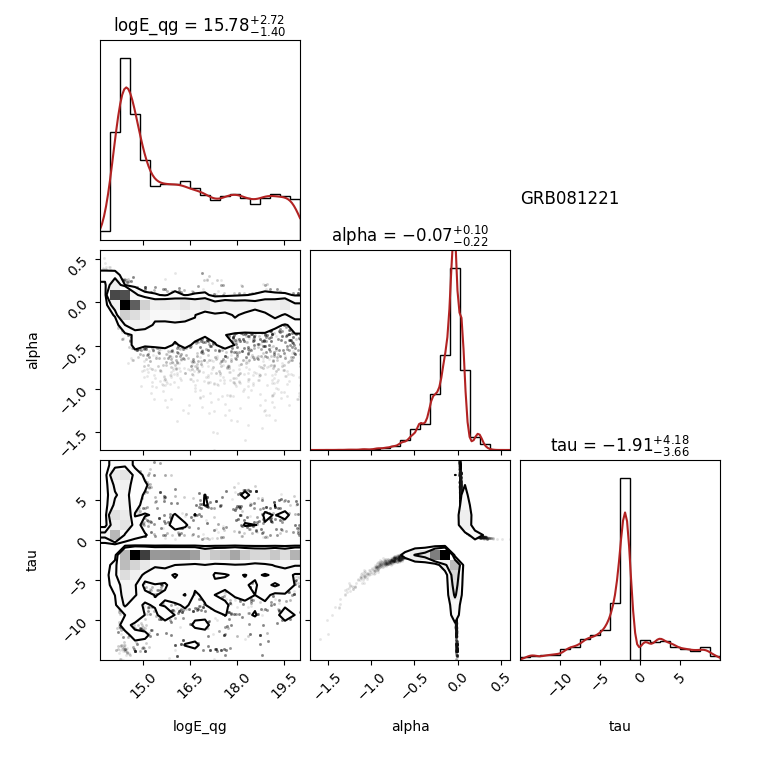 logE_qg = 15.78^{+2.72}_{−1.40}
GRB081221
alpha = −0.07^{+0.10}_{−0.22}
0.5
0.0
−0.5
−1.0
−1.5
alpha
tau = −1.91^{+4.18}_{−3.66}
5
0
−5
−10
tau
15.0 16.5 18.0 19.5
−1.5 −1.0 −0.5 0.0 0.5
−10 −5 0 5
logE_qg alpha tau